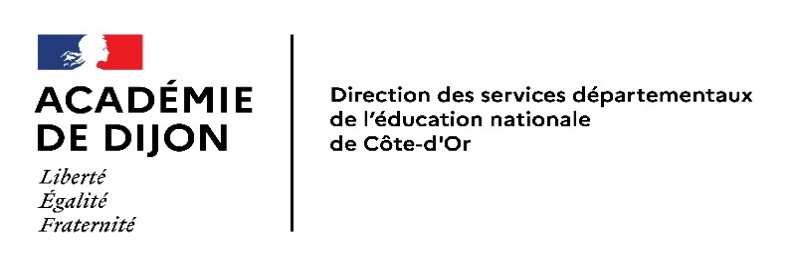 ACADÉMIE
DE DIJON
Liberté
Égalité
Fraternité
Direction des services départementaux
de l’éducation nationale
de Côte-d'Or